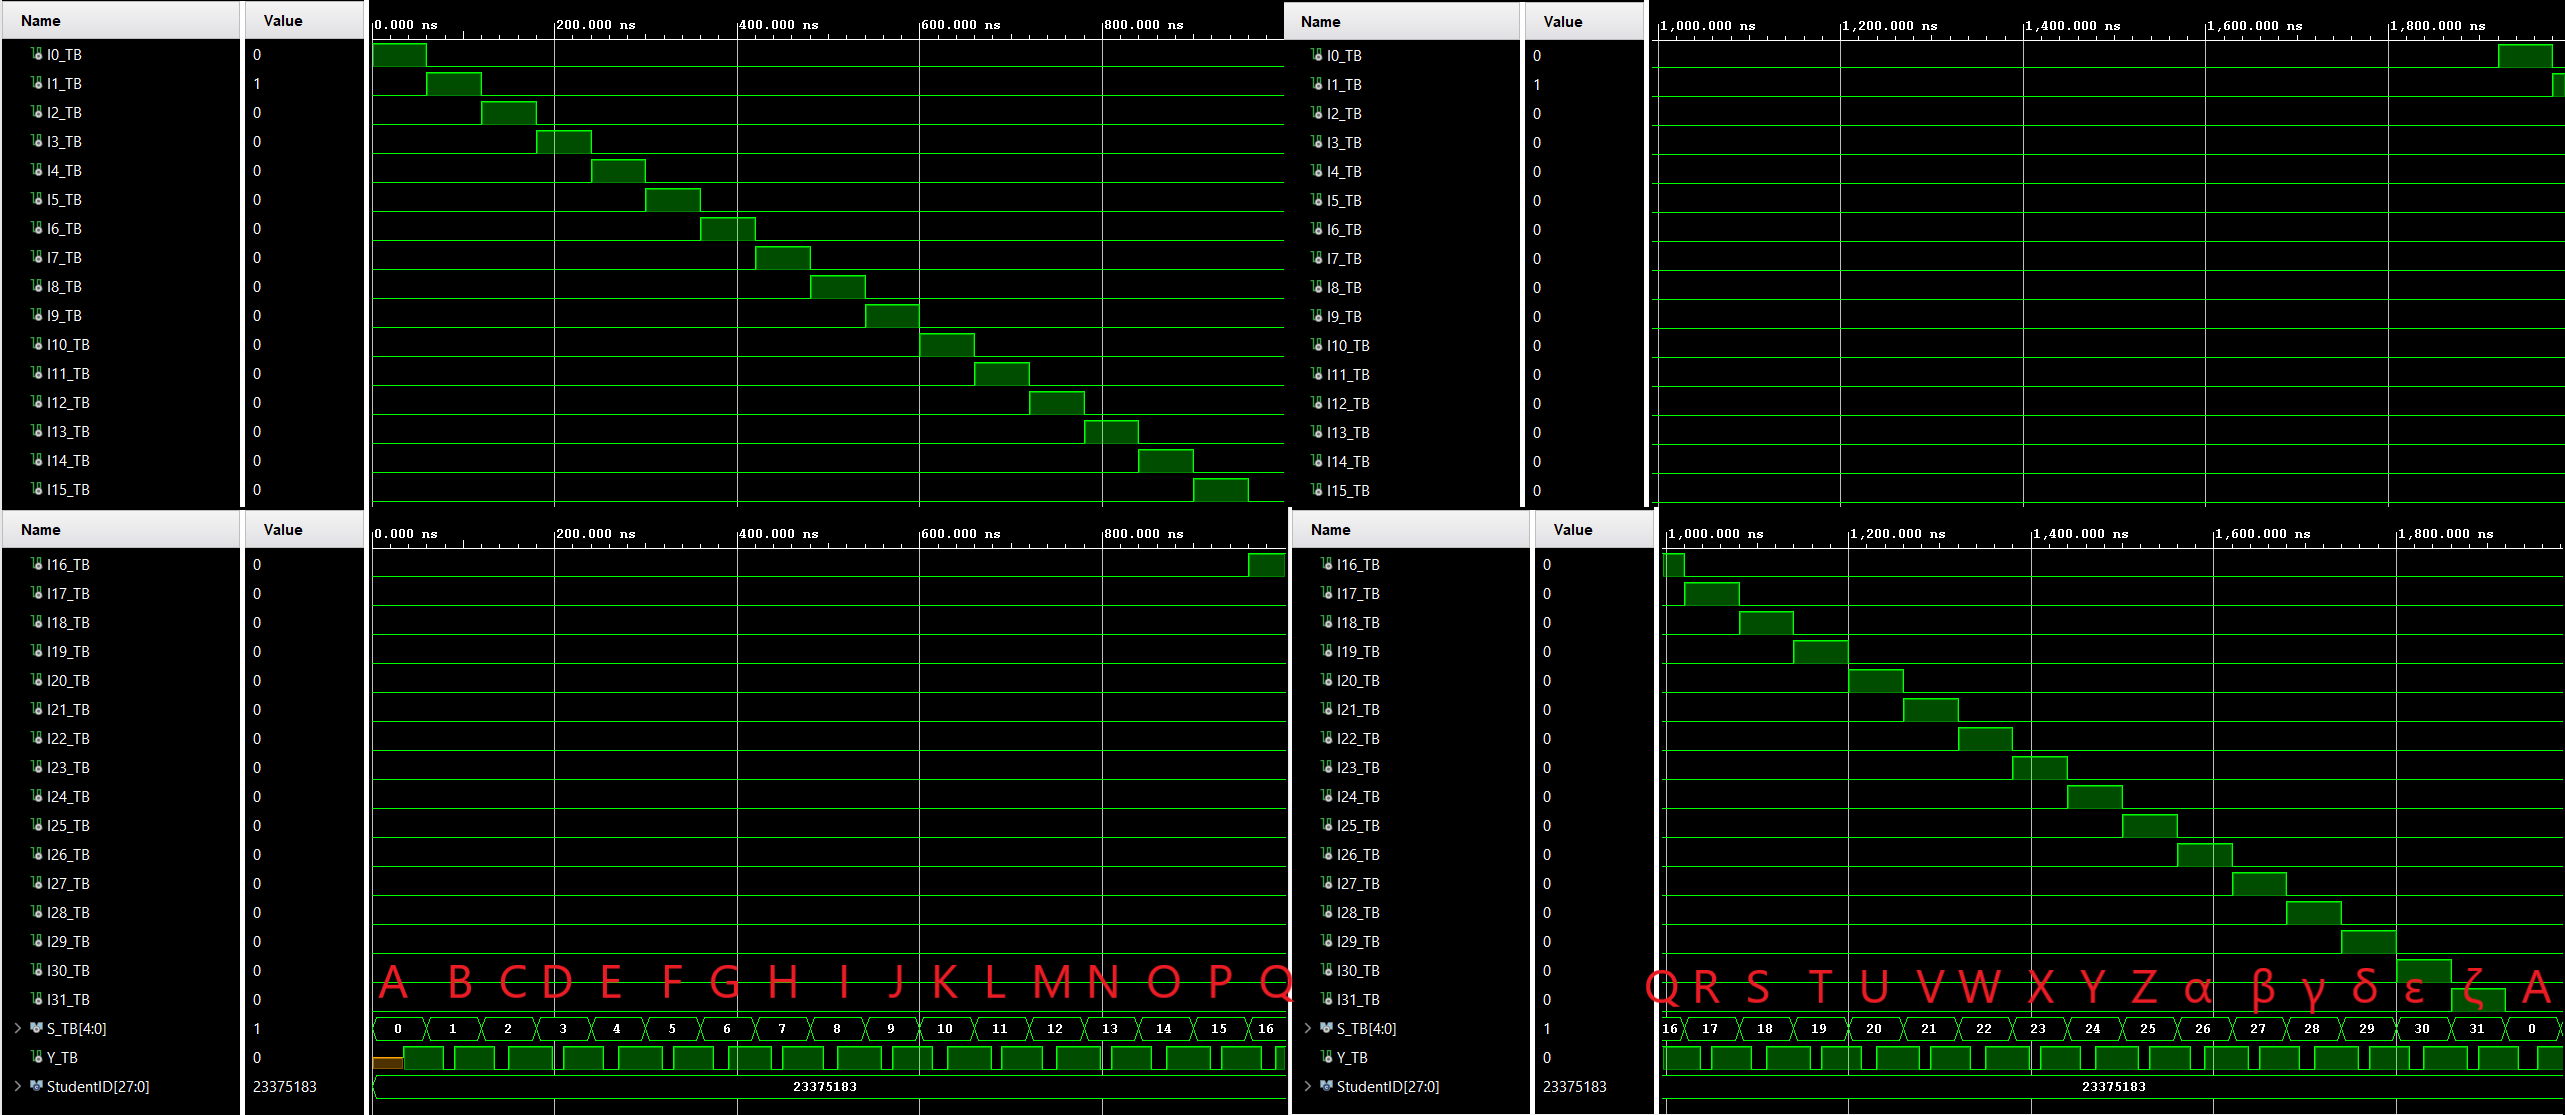 Name Value 0.000 ns 200.000 ns 400.000 ns 600.000 ns 800.000 ns
I0_TB 0
I1_TB 1
I2_TB 0
I3_TB 0
I4_TB 0
I5_TB 0
I6_TB 0
I7_TB 0
I8_TB 0
I9_TB 0
I10_TB 0
I11_TB 0
I12_TB 0
I13_TB 0
I14_TB 0
I15_TB 0
Name Value 1,000.000 ns 1,200.000 ns 1,400.000 ns 1,600.000 ns 1,800.000 ns
I0_TB 0
I1_TB 1
I2_TB 0
I3_TB 0
I4_TB 0
I5_TB 0
I6_TB 0
I7_TB 0
I8_TB 0
I9_TB 0
I10_TB 0
I11_TB 0
I12_TB 0
I13_TB 0
I14_TB 0
I15_TB 0
Name Value 0.000 ns 200.000 ns 400.000 ns 600.000 ns 800.000 ns
I16_TB 0
I17_TB 0
I18_TB 0
I19_TB 0
I20_TB 0
I21_TB 0
I22_TB 0
I23_TB 0
I24_TB 0
I25_TB 0
I26_TB 0
I27_TB 0
I28_TB 0
I29_TB 0
I30_TB 0
A B C D E F G H I J K L M N O P Q
I31_TB 0
S_TB[4:0] 1 0 1 2 3 4 5 6 7 8 9 10 11 12 13 14 15 16
Y_TB 0
StudentID[27:0] 23375183 23375183
Name Value 1,000.000 ns 1,200.000 ns 1,400.000 ns 1,600.000 ns 1,800.000 ns
I16_TB 0
I17_TB 0
I18_TB 0
I19_TB 0
I20_TB 0
I21_TB 0
I22_TB 0
I23_TB 0
I24_TB 0
I25_TB 0
I26_TB 0
I27_TB 0
I28_TB 0
I29_TB 0
I30_TB 0
Q R S T U V W X Y Z α β γ δ ε ζ A
I31_TB 0
S_TB[4:0] 1 16 17 18 19 20 21 22 23 24 25 26 27 28 29 30 31 0
Y_TB 0
StudentID[27:0] 23375183 23375183